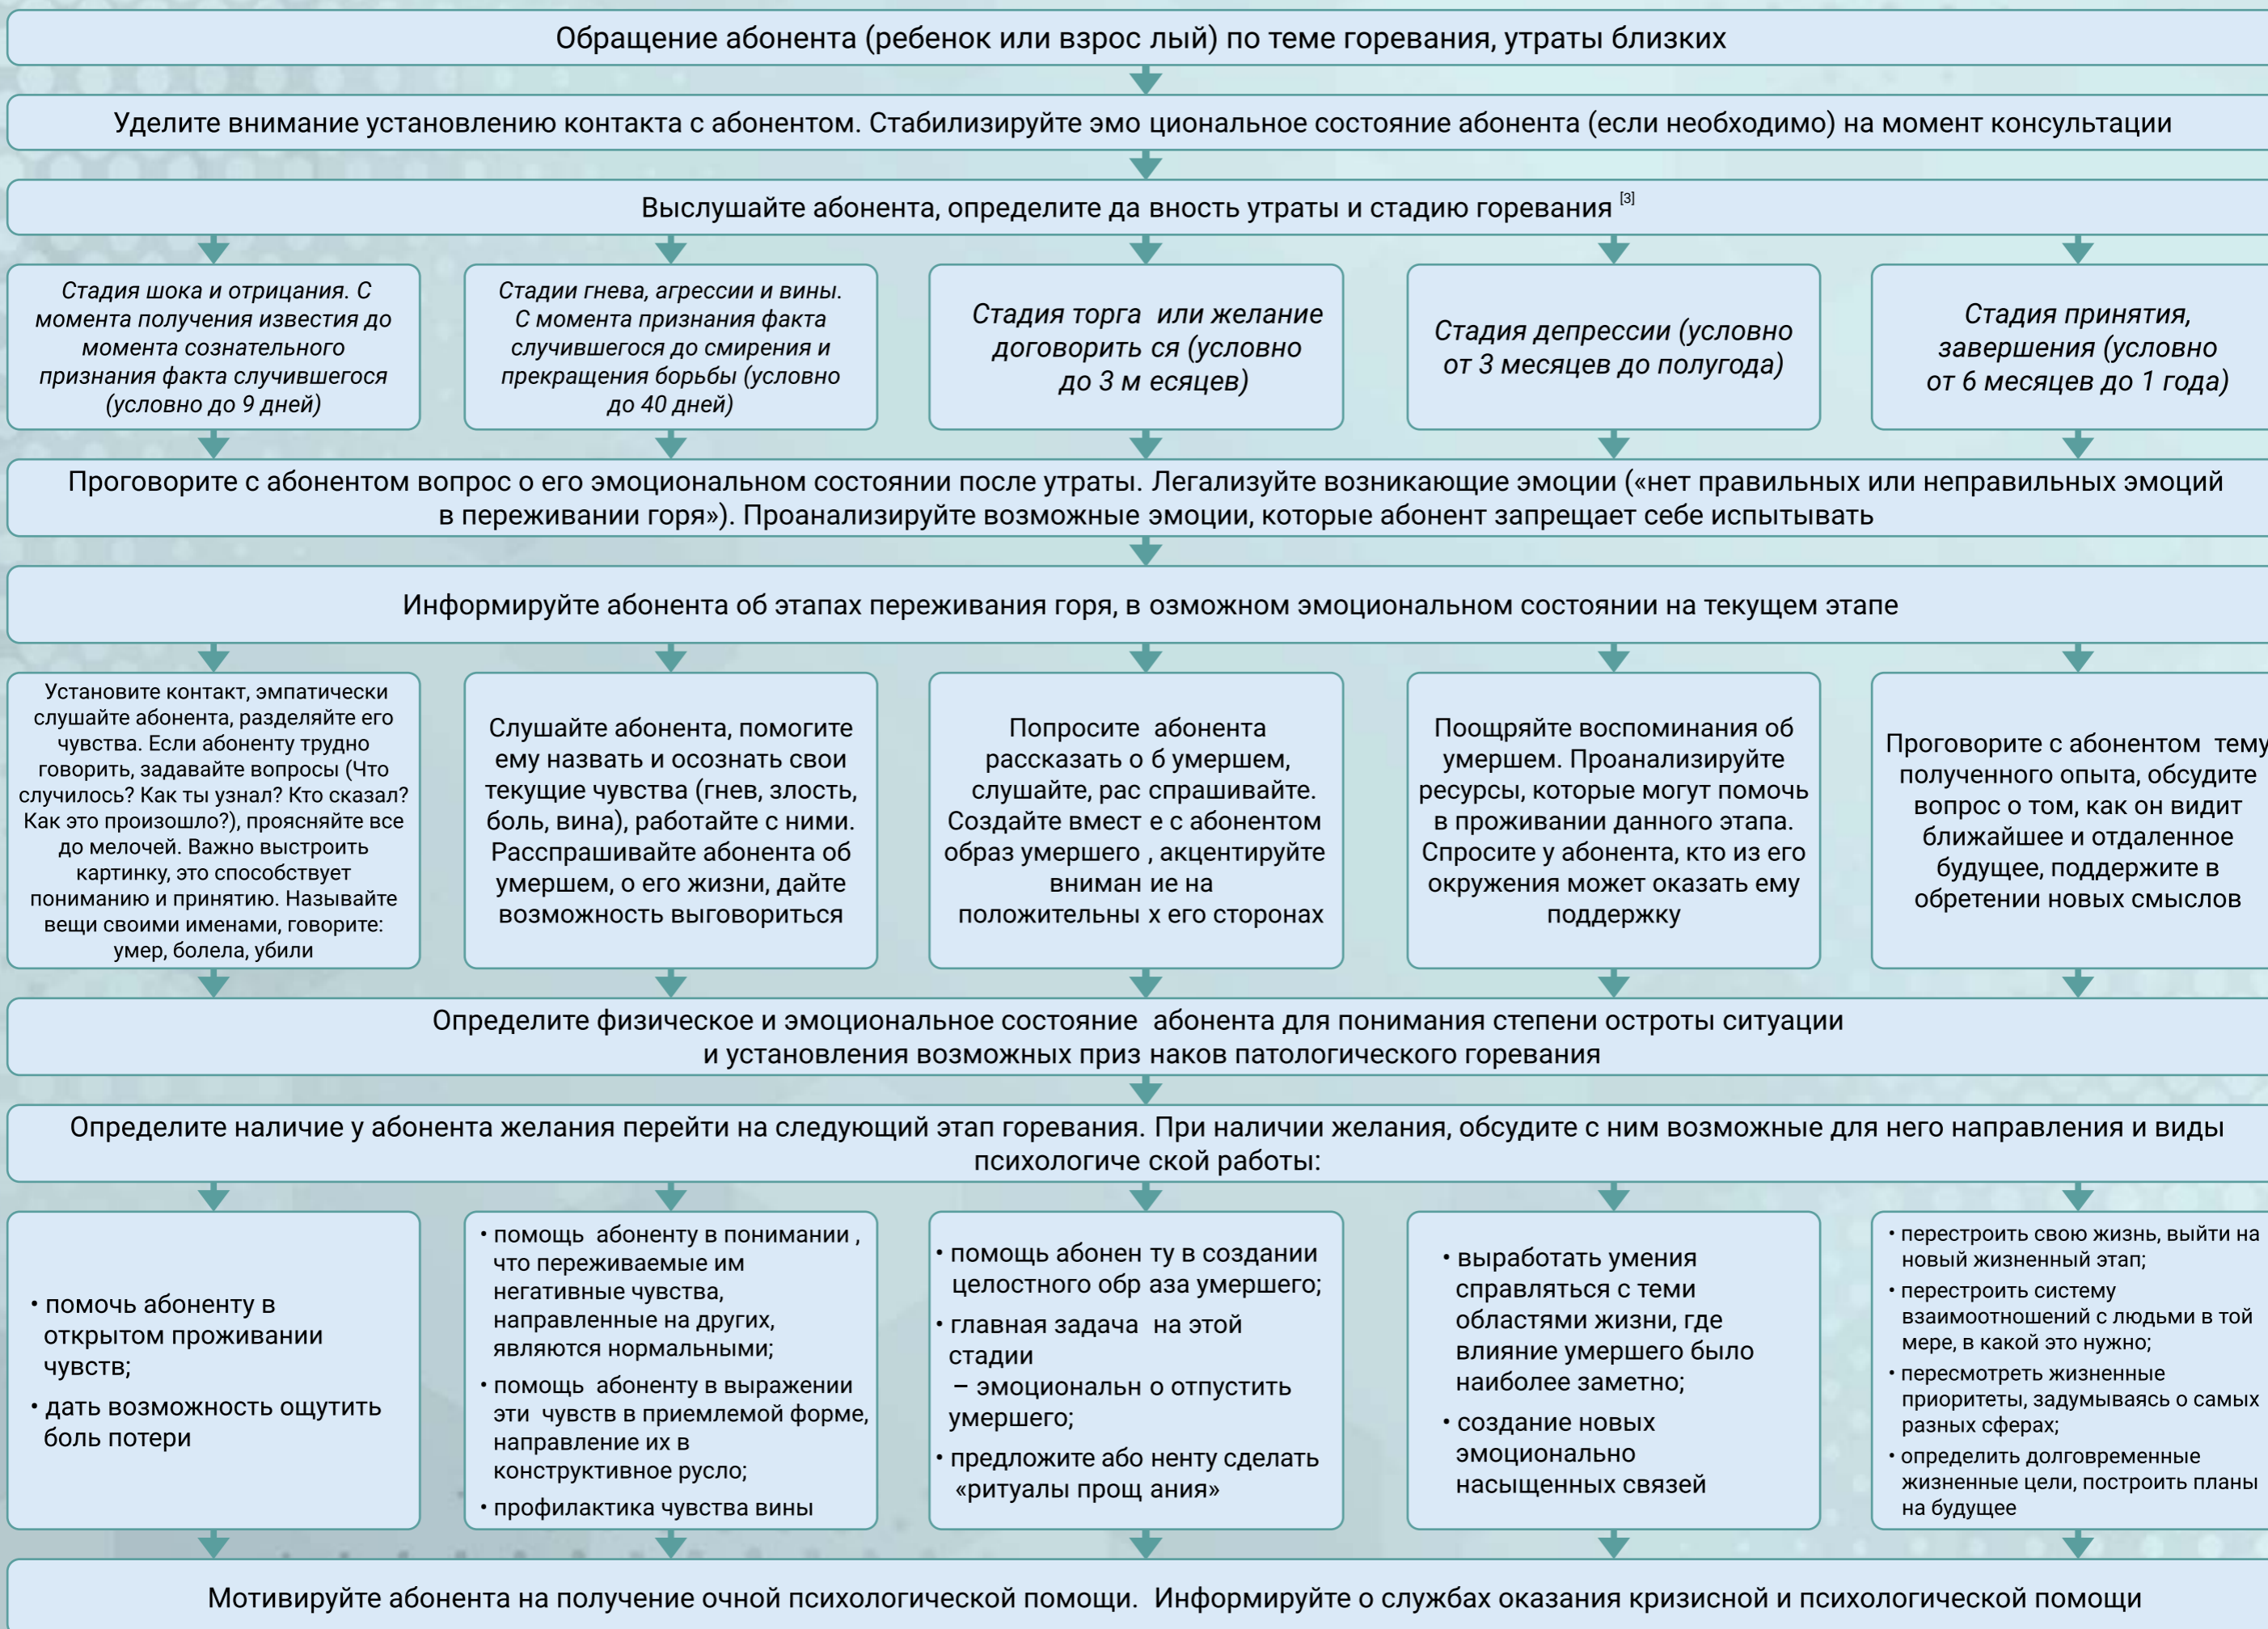 Обращение абонента (ребенок или взрос лый) по теме горевания, утраты близких
Уделите внимание установлению контакта с абонентом. Стабилизируйте эмо циональное состояние абонента (если необходимо) на момент консультации
Выслушайте абонента, определите да вность утраты и стадию горевания [3]
Стадия шока и отрицания. С
момента получения известия до
момента сознательного
признания факта случившегося
(условно до 9 дней)
Стадии гнева, агрессии и вины.
С момента признания факта
случившегося до смирения и
прекращения борьбы (условно
до 40 дней)
Стадия торга или желание
договорить ся (условно
до 3 м есяцев)
Стадия депрессии (условно
от 3 месяцев до полугода)
Стадия принятия,
завершения (условно
от 6 месяцев до 1 года)
Проговорите с абонентом вопрос о его эмоциональном состоянии после утраты. Легализуйте возникающие эмоции («нет правильных или неправильных эмоций
в переживании горя»). Проанализируйте возможные эмоции, которые абонент запрещает себе испытывать
Информируйте абонента об этапах переживания горя, в озможном эмоциональном состоянии на текущем этапе
Установите контакт, эмпатически
слушайте абонента, разделяйте его
чувства. Если абоненту трудно
говорить, задавайте вопросы (Что
случилось? Как ты узнал? Кто сказал?
Как это произошло?), проясняйте все
до мелочей. Важно выстроить
картинку, это способствует
пониманию и принятию. Называйте
вещи своими именами, говорите:
умер, болела, убили
Слушайте абонента, помогите
ему назвать и осознать свои
текущие чувства (гнев, злость,
боль, вина), работайте с ними.
Расспрашивайте абонента об
умершем, о его жизни, дайте
возможность выговориться
Попросите абонента
рассказать о б умершем,
слушайте, рас спрашивайте.
Создайте вмест е с абонентом
образ умершего , акцентируйте
вниман ие на
положительны х его сторонах
Поощряйте воспоминания об
умершем. Проанализируйте
ресурсы, которые могут помочь
в проживании данного этапа.
Спросите у абонента, кто из его
окружения может оказать ему
поддержку
Проговорите с абонентом тему
полученного опыта, обсудите
вопрос о том, как он видит
ближайшее и отдаленное
будущее, поддержите в
обретении новых смыслов
Определите физическое и эмоциональное состояние абонента для понимания степени остроты ситуации
и установления возможных приз наков патологического горевания
Определите наличие у абонента желания перейти на следующий этап горевания. При наличии желания, обсудите с ним возможные для него направления и виды
психологиче ской работы:
• помочь абоненту в
открытом проживании
чувств;
• дать возможность ощутить
боль потери
• помощь абоненту в понимании ,
что переживаемые им
негативные чувства,
направленные на других,
являются нормальными;
• помощь абоненту в выражении
эти чувств в приемлемой форме,
направление их в
конструктивное русло;
• профилактика чувства вины
• помощь абонен ту в создании
целостного обр аза умершего;
• главная задача на этой
стадии
– эмоциональн о отпустить
умершего;
• предложите або ненту сделать
«ритуалы прощ ания»
• выработать умения
справляться с теми
областями жизни, где
влияние умершего было
наиболее заметно;
• создание новых
эмоционально
насыщенных связей
• перестроить свою жизнь, выйти на
новый жизненный этап;
• перестроить систему
взаимоотношений с людьми в той
мере, в какой это нужно;
• пересмотреть жизненные
приоритеты, задумываясь о самых
разных сферах;
• определить долговременные
жизненные цели, построить планы
на будущее
Мотивируйте абонента на получение очной психологической помощи. Информируйте о службах оказания кризисной и психологической помощи